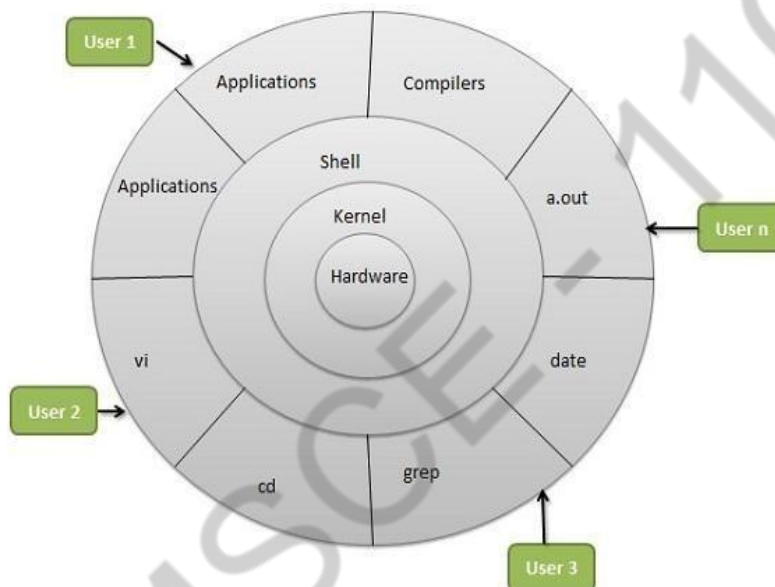 User 1
Applications
Compilers
Shell
Applications
a.out
Kernel
User n
Hardware
vi
date
User 2
cd
grep
User 3